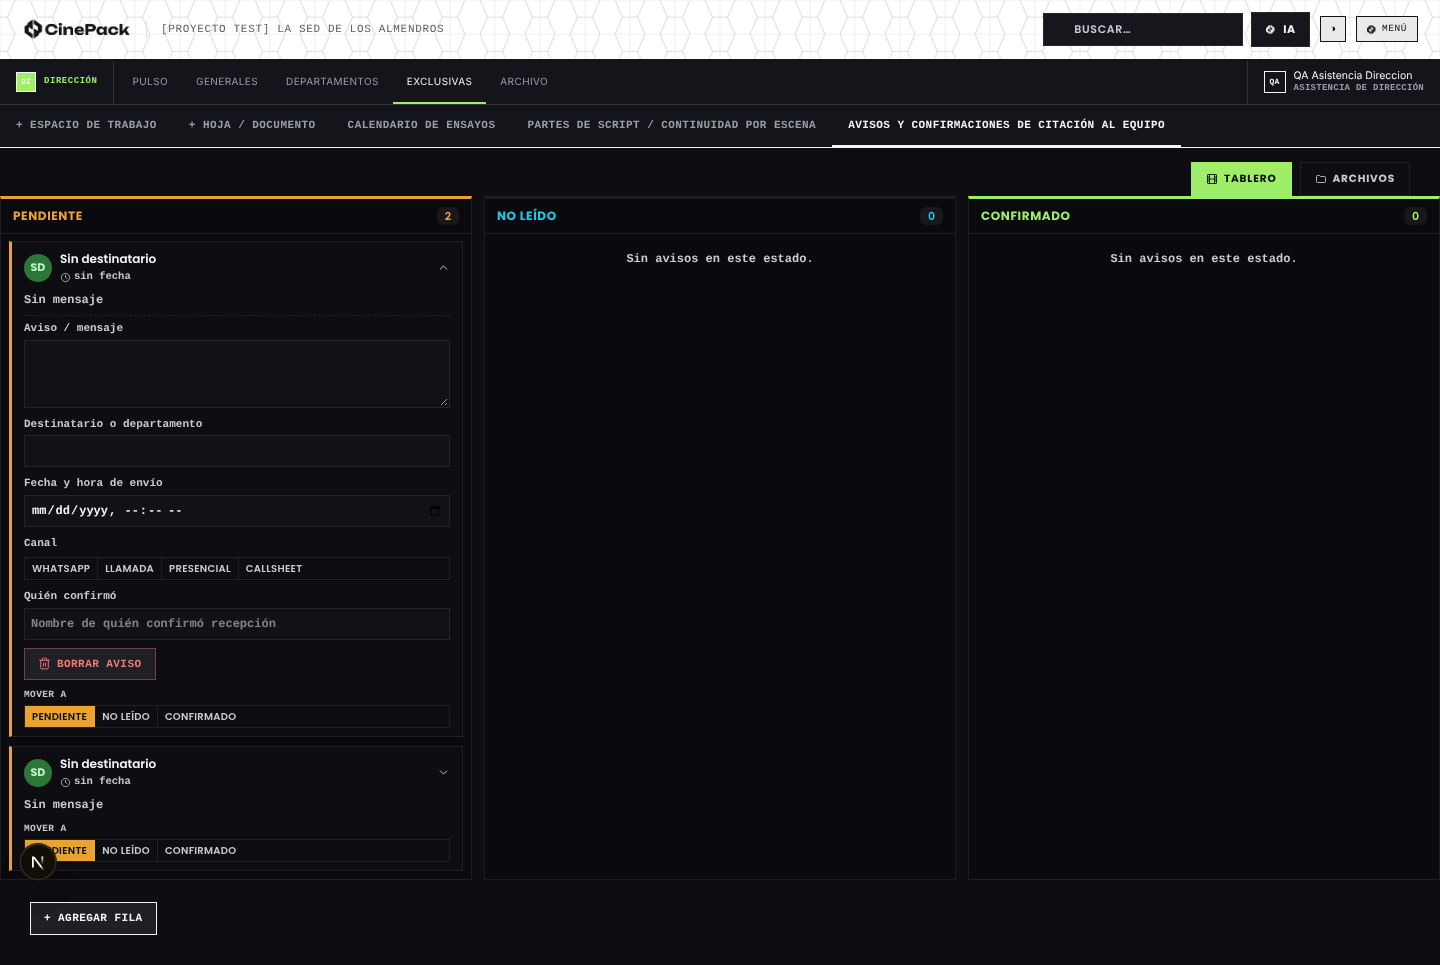 CinePack
[PROYECTO TEST] LA SED DE LOS ALMENDROS
BUSCAR…
IA
MENÚ
DI
DIRECCIÓN
PULSO
GENERALES
DEPARTAMENTOS
EXCLUSIVAS
ARCHIVO
QA
QA Asistencia Direccion
ASISTENCIA DE DIRECCIÓN
+ ESPACIO DE TRABAJO
+ HOJA / DOCUMENTO
CALENDARIO DE ENSAYOS
PARTES DE SCRIPT / CONTINUIDAD POR ESCENA
AVISOS Y CONFIRMACIONES DE CITACIÓN AL EQUIPO
TABLERO
ARCHIVOS
PENDIENTE
2
SD
Sin destinatario
sin fecha
Sin mensaje
Aviso / mensaje
Destinatario o departamento
Fecha y hora de envío
mm/dd/yyyy, --:-- --
Canal
WHATSAPP
LLAMADA
PRESENCIAL
CALLSHEET
Quién confirmó
Nombre de quién confirmó recepción
BORRAR AVISO
MOVER A
PENDIENTE
NO LEÍDO
CONFIRMADO
SD
Sin destinatario
sin fecha
Sin mensaje
MOVER A
DIENTE
NO LEÍDO
CONFIRMADO
N
+ AGREGAR FILA
NO LEÍDO
0
Sin avisos en este estado.
CONFIRMADO
0
Sin avisos en este estado.